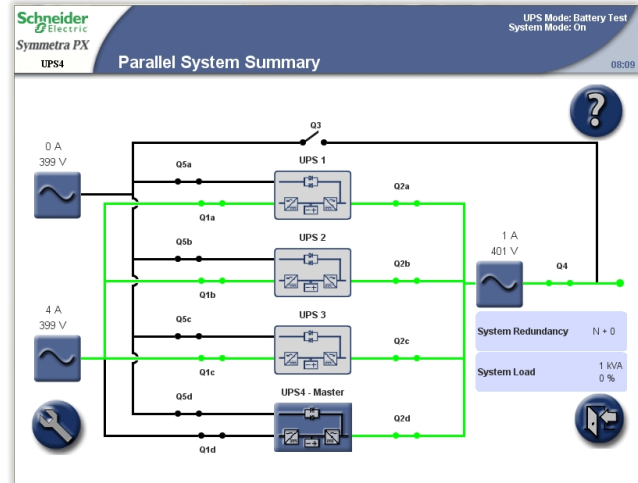 Schneider
Electric
Symmetra PX
UPS4
Parallel System Summary
UPS Mode: Battery Test
System Mode: On
08:09
?
Q3
0 A
399 V
Q5a
UPS 1
Q2a
Q1a
Q5b
UPS 2
Q2b
Q1b
1 A
401 V
Q4
4 A
399 V
Q5c
UPS 3
Q2c
Q1c
System Redundancy N + 0
System Load 1 kVA
0 %
Q5d
UPS4 - Master
Q2d
Q1d